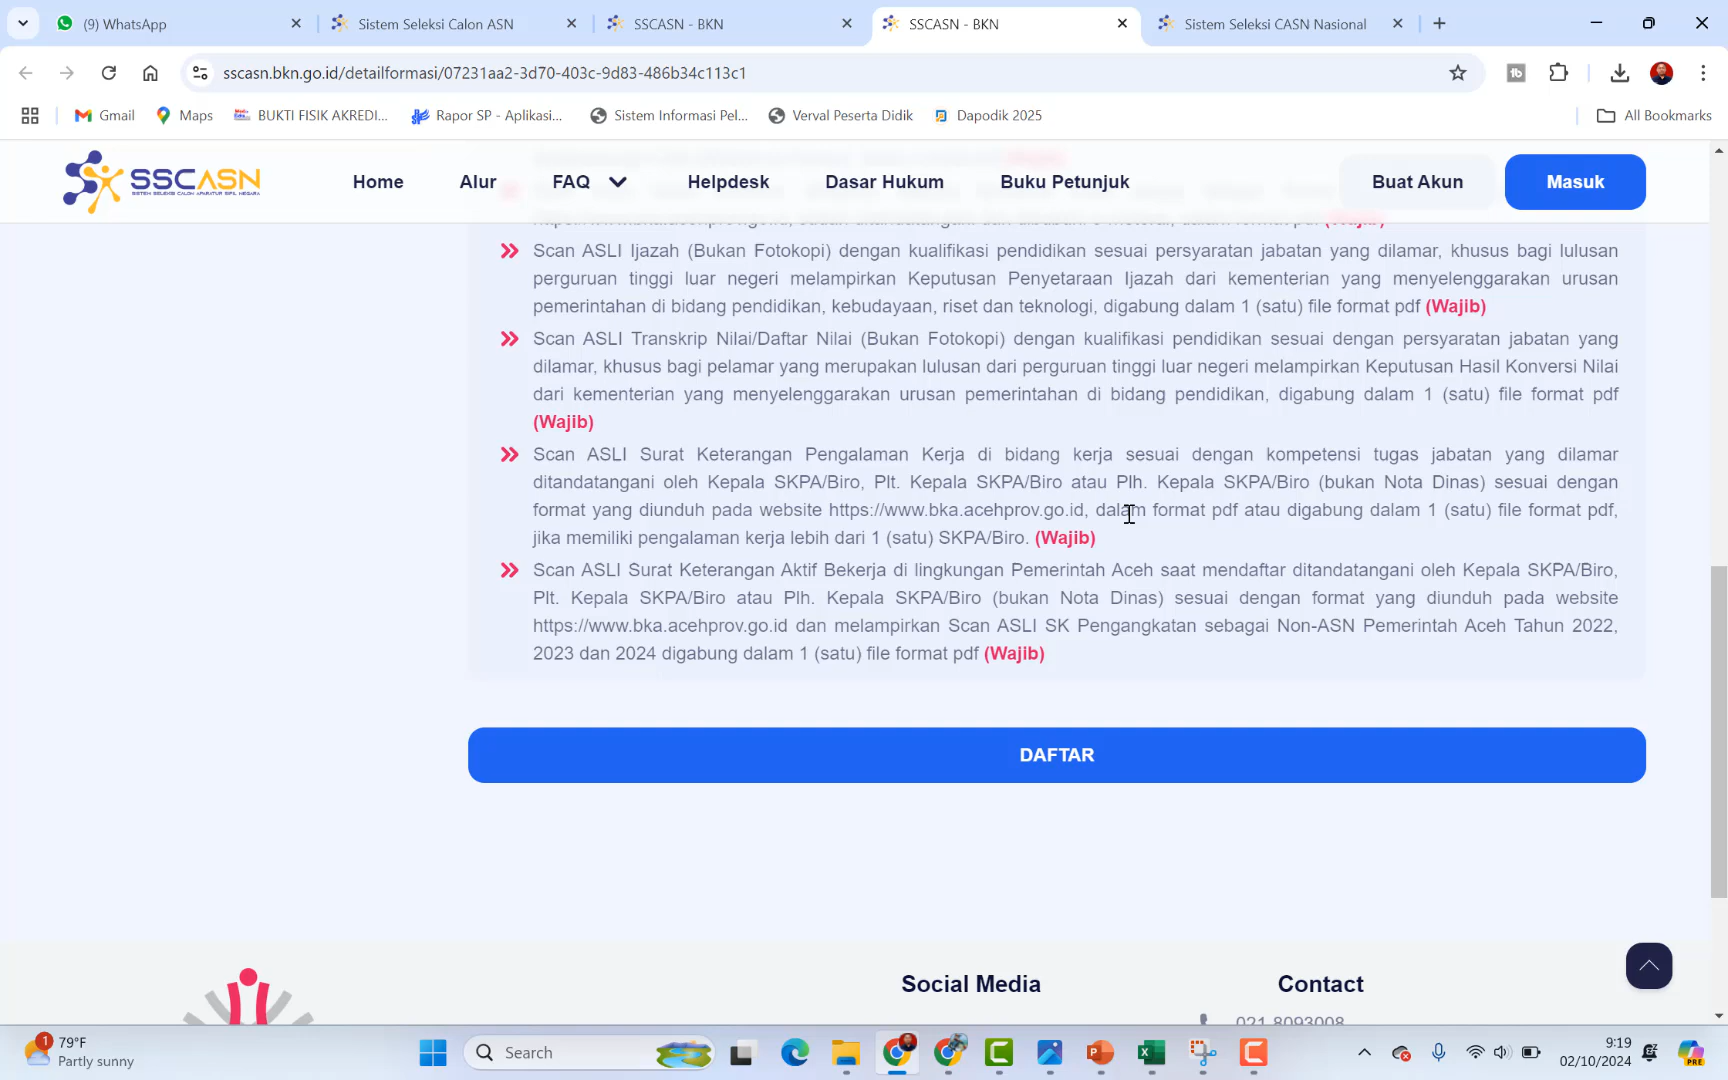 (9) WhatsApp
Sistem Seleksi Calon ASN
SSCASN - BKN
SSCASN - BKN
Sistem Seleksi CASN Nasional
sscasn.bkn.go.id/detailformasi/07231aa2-3d70-403c-9d83-486b34c113c1
Gmail
Maps
BUKTI FISIK AKREDI...
Rapor SP - Aplikasi...
Sistem Informasi Pel...
Verval Peserta Didik
Dapodik 2025
All Bookmarks
SSCASN
SISTEM SELEKSI CALON APARATUR SIPIL NEGARA
Home
Alur
FAQ
Helpdesk
Dasar Hukum
Buku Petunjuk
Buat Akun
Masuk
Scan ASLI Ijazah (Bukan Fotokopi) dengan kualifikasi pendidikan sesuai persyaratan jabatan yang dilamar, khusus bagi lulusan
perguruan tinggi luar negeri melampirkan Keputusan Penyetaraan Ijazah dari kementerian yang menyelenggarakan urusan
pemerintahan di bidang pendidikan, kebudayaan, riset dan teknologi, digabung dalam 1 (satu) file format pdf (Wajib)
Scan ASLI Transkrip Nilai/Daftar Nilai (Bukan Fotokopi) dengan kualifikasi pendidikan sesuai dengan persyaratan jabatan yang
dilamar, khusus bagi pelamar yang merupakan lulusan dari perguruan tinggi luar negeri melampirkan Keputusan Hasil Konversi Nilai
dari kementerian yang menyelenggarakan urusan pemerintahan di bidang pendidikan, digabung dalam 1 (satu) file format pdf
(Wajib)
Scan ASLI Surat Keterangan Pengalaman Kerja di bidang kerja sesuai dengan kompetensi tugas jabatan yang dilamar
ditandatangani oleh Kepala SKPA/Biro, Plt. Kepala SKPA/Biro atau Plh. Kepala SKPA/Biro (bukan Nota Dinas) sesuai dengan
format yang diunduh pada website https://www.bka.acehprov.go.id, dalam format pdf atau digabung dalam 1 (satu) file format pdf,
jika memiliki pengalaman kerja lebih dari 1 (satu) SKPA/Biro. (Wajib)
Scan ASLI Surat Keterangan Aktif Bekerja di lingkungan Pemerintah Aceh saat mendaftar ditandatangani oleh Kepala SKPA/Biro,
Plt. Kepala SKPA/Biro atau Plh. Kepala SKPA/Biro (bukan Nota Dinas) sesuai dengan format yang diunduh pada website
https://www.bka.acehprov.go.id dan melampirkan Scan ASLI SK Pengangkatan sebagai Non-ASN Pemerintah Aceh Tahun 2022,
2023 dan 2024 digabung dalam 1 (satu) file format pdf (Wajib)
DAFTAR
Social Media
Contact
021 8093008
1
79°F
Partly sunny
Search
9:19
02/10/2024
PRE